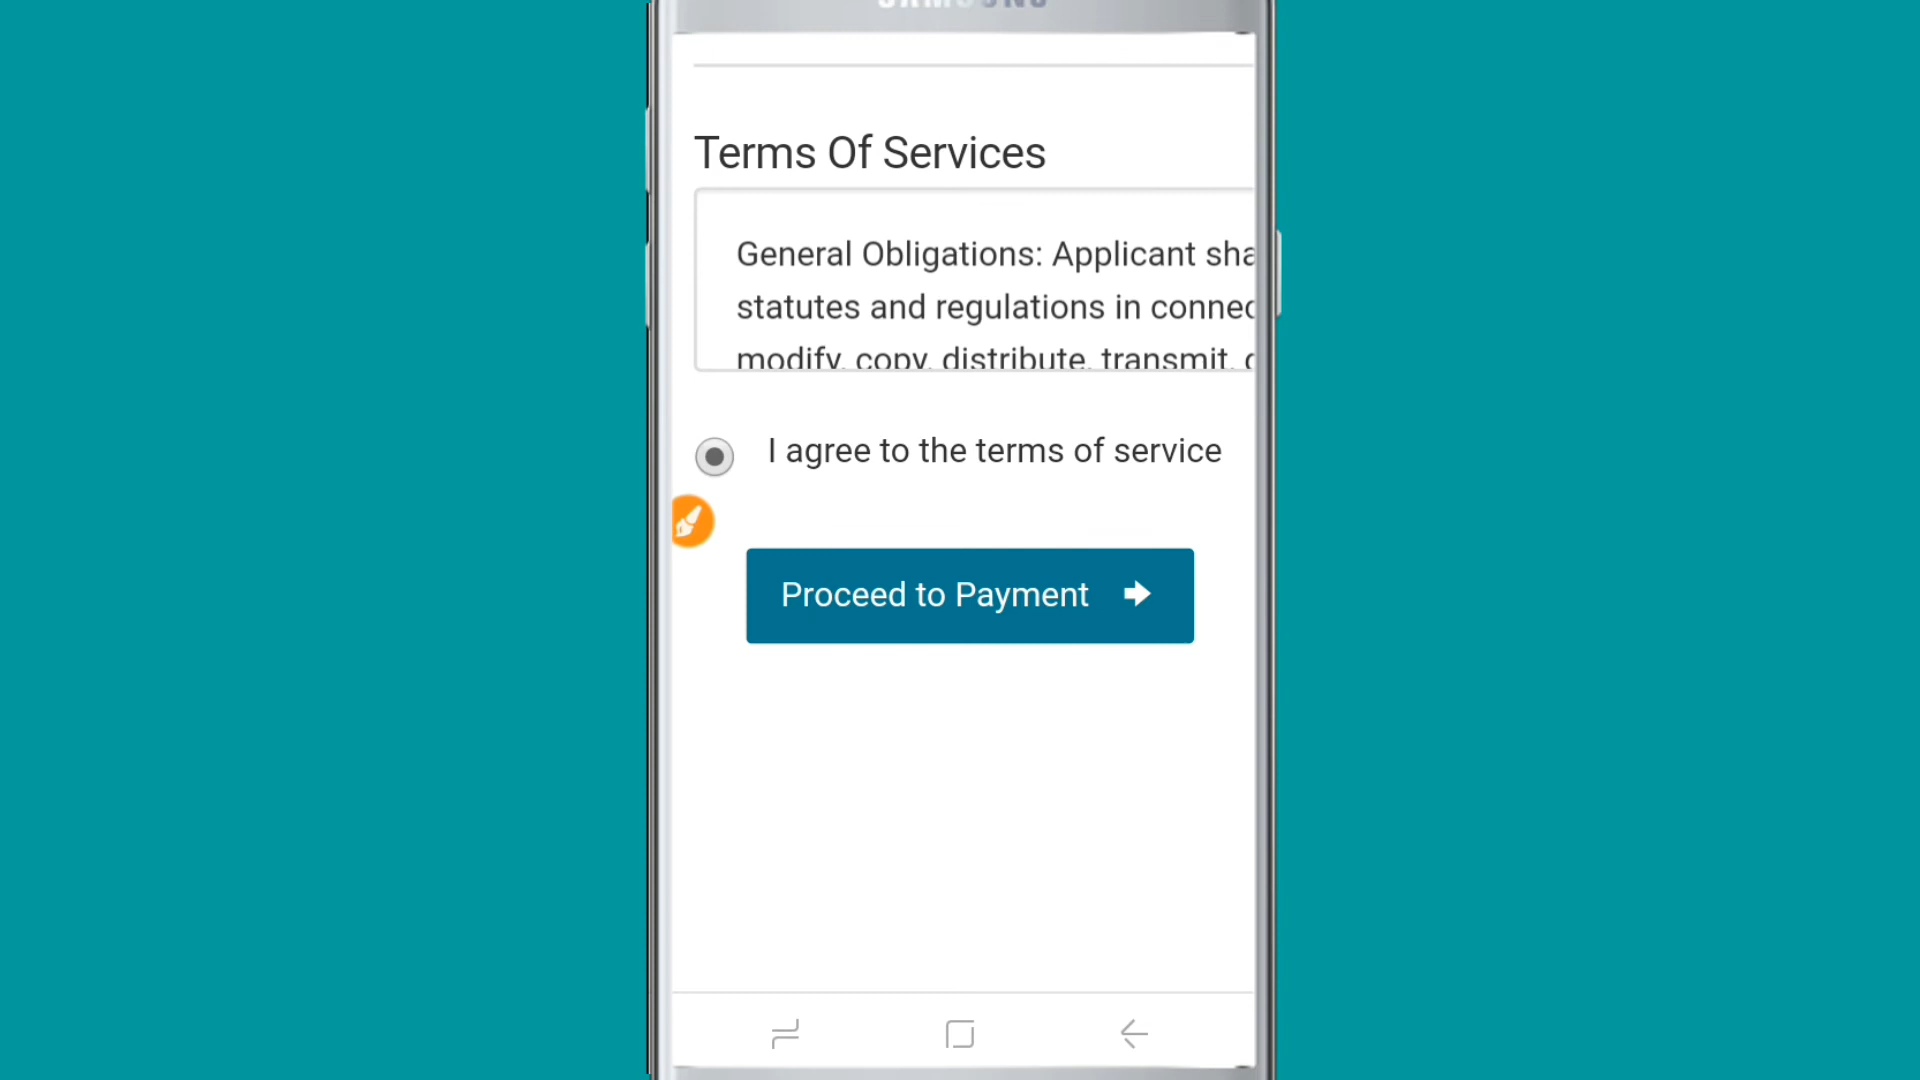 SAMSUNG
Terms Of Services
General Obligations: Applicant sha
statutes and regulations in connec
modify, copy, distribute, transmit,
I agree to the terms of service
Proceed to Payment